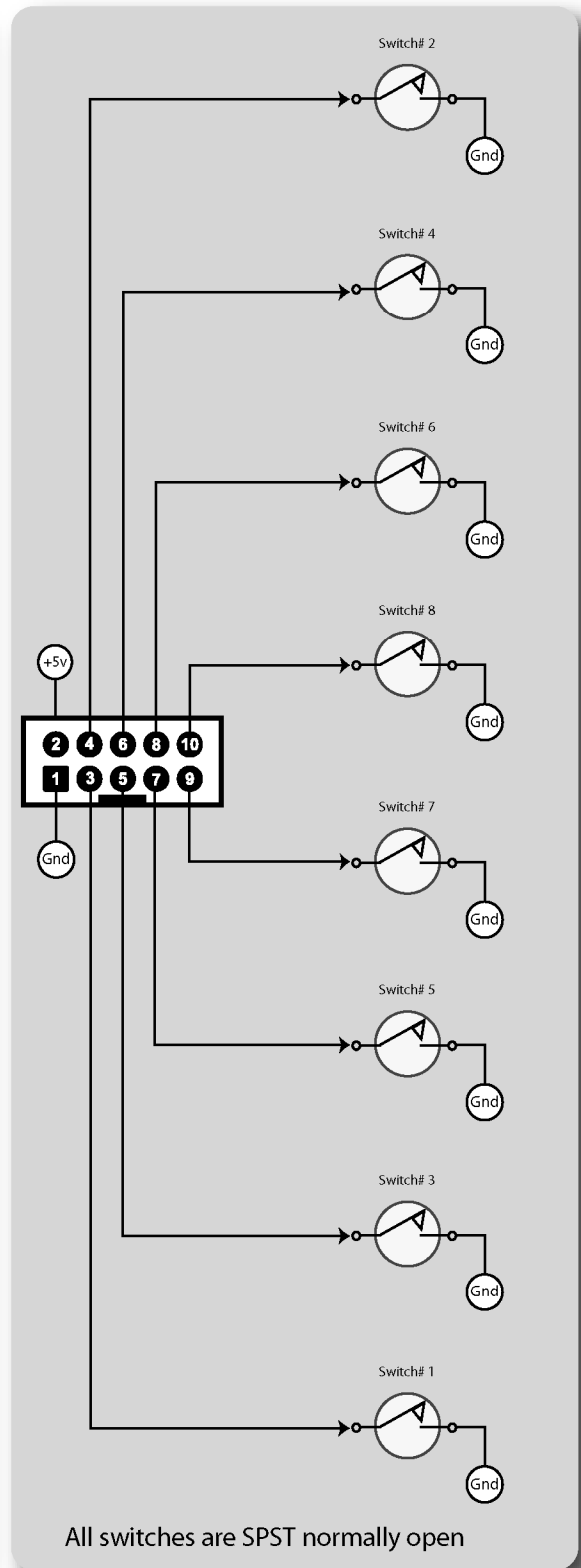 Switch# 2
Gnd
Switch# 4
Gnd
Switch# 6
Gnd
Switch# 8
+5v
Gnd
2 4 6 8 10
1 3 5 7 9
Switch# 7
Gnd
Gnd
Switch# 5
Gnd
Switch# 3
Gnd
Switch# 1
Gnd
All switches are SPST normally open